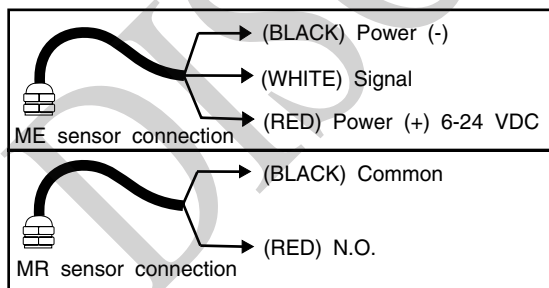 (BLACK) Power (-)
(WHITE) Signal
(RED) Power (+) 6-24 VDC
ME sensor connection
(BLACK) Common
(RED) N.O.
MR sensor connection